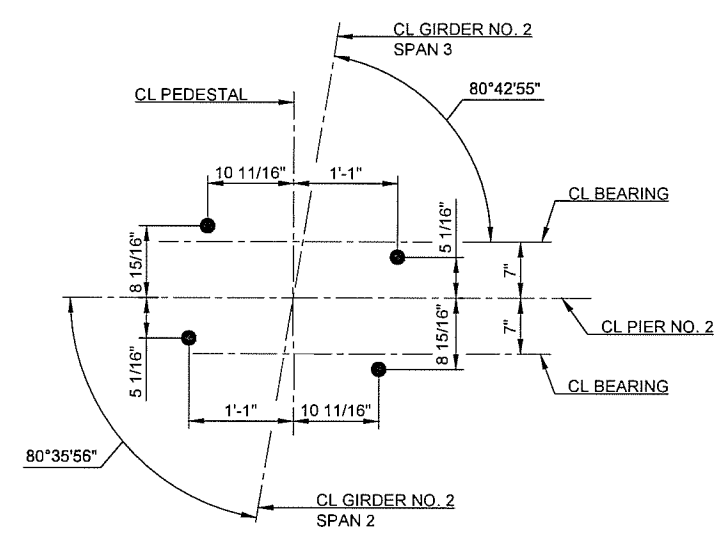 CL GIRDER NO. 2
SPAN 3
80°42'55"
CL PEDESTAL
10 11/16"
1'-1"
CL BEARING
5 1/16"
8 15/16"
7"
CL PIER NO. 2
7"
8 15/16"
5 1/16"
CL BEARING
1'-1"
10 11/16"
80°35'56"
CL GIRDER NO. 2
SPAN 2